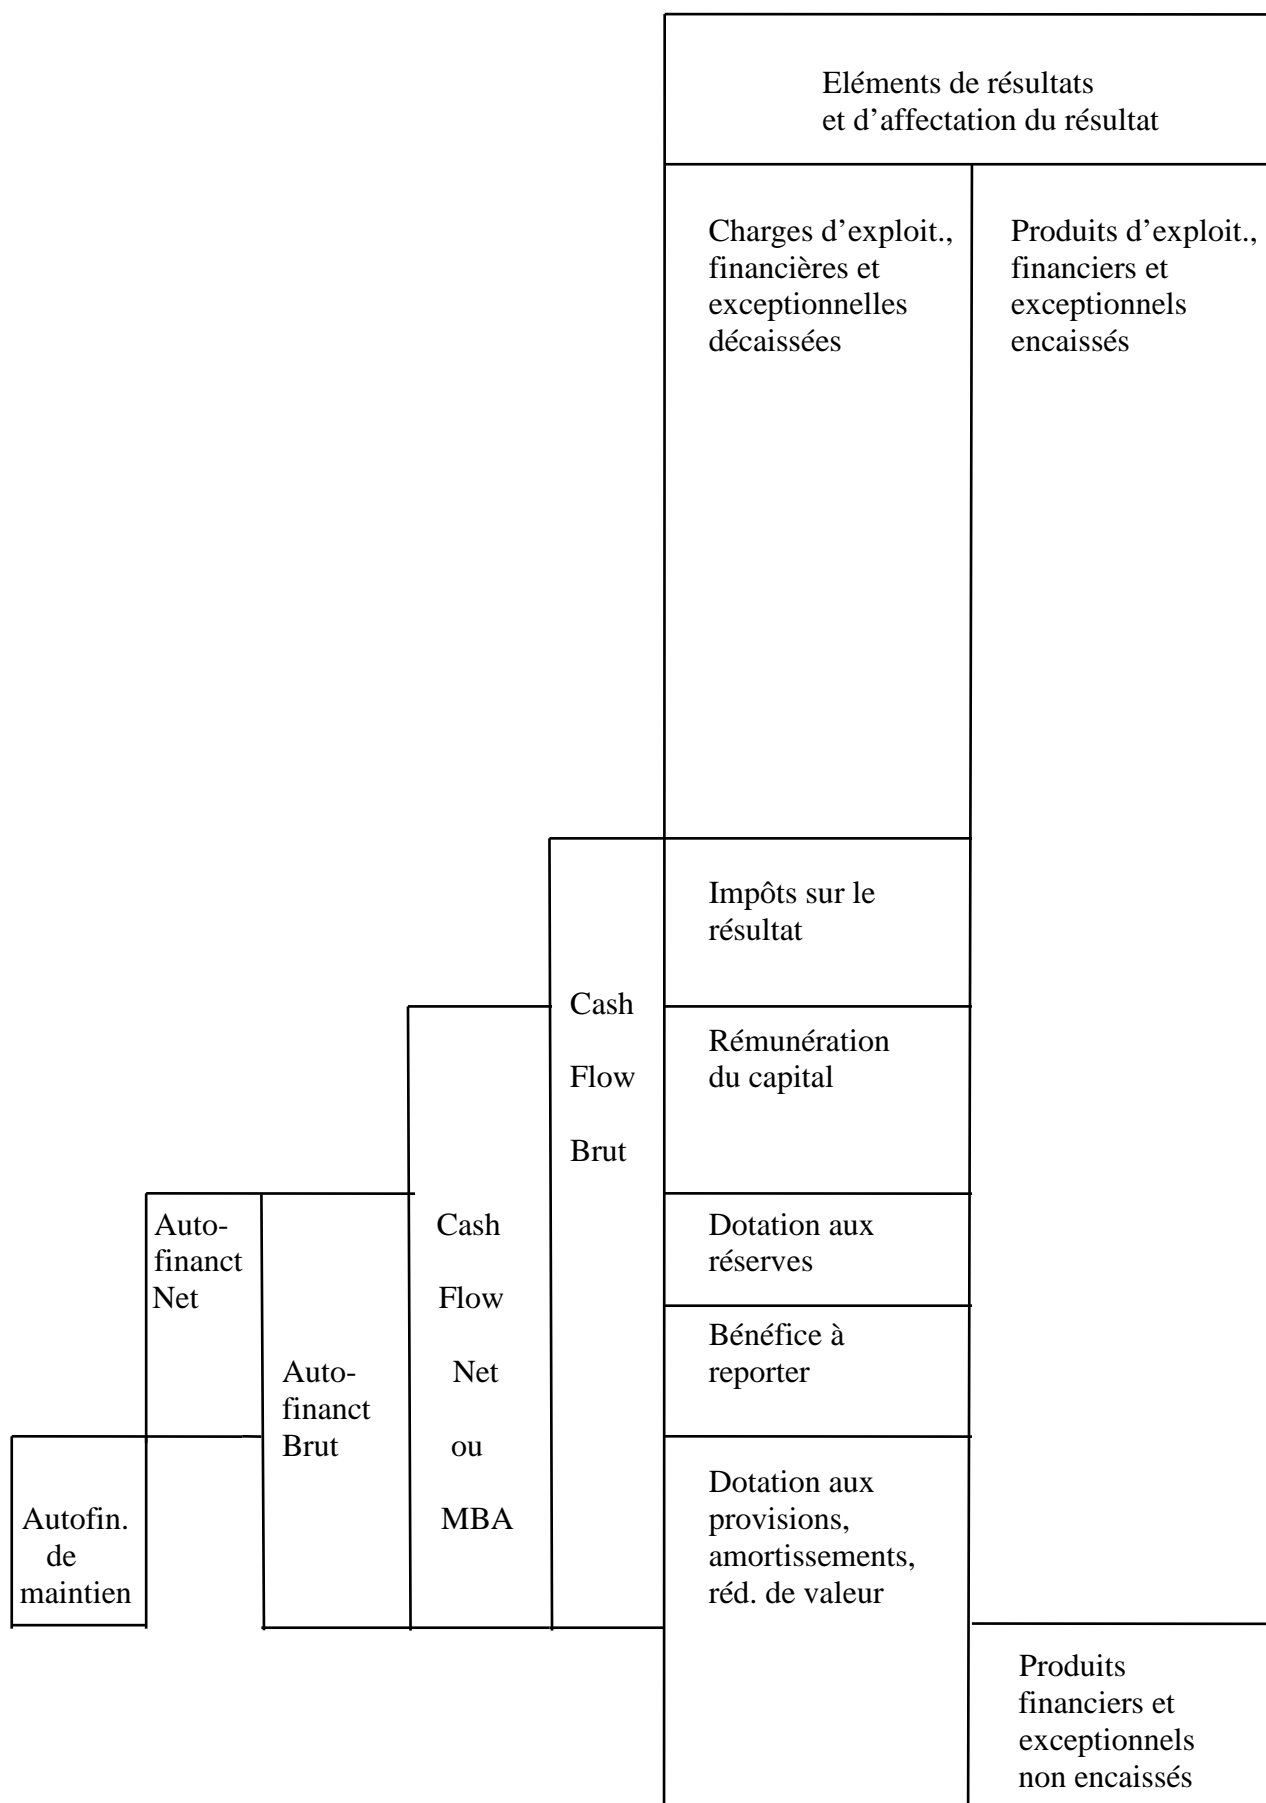 Eléments de résultats
et d’affectation du résultat
Charges d’exploit.,
financières et
exceptionnelles
décaissées
Produits d’exploit.,
financiers et
exceptionnels
encaissés
Impôts sur le
résultat
Cash
Flow
Brut
Rémunération
du capital
Auto-
financt
Net
Cash
Flow
Net
ou
MBA
Dotation aux
réserves
Bénéfice à
reporter
Auto-
financt
Brut
Autofin.
de
maintien
Dotation aux
provisions,
amortissements,
réd. de valeur
Produits
financiers et
exceptionnels
non encaissés